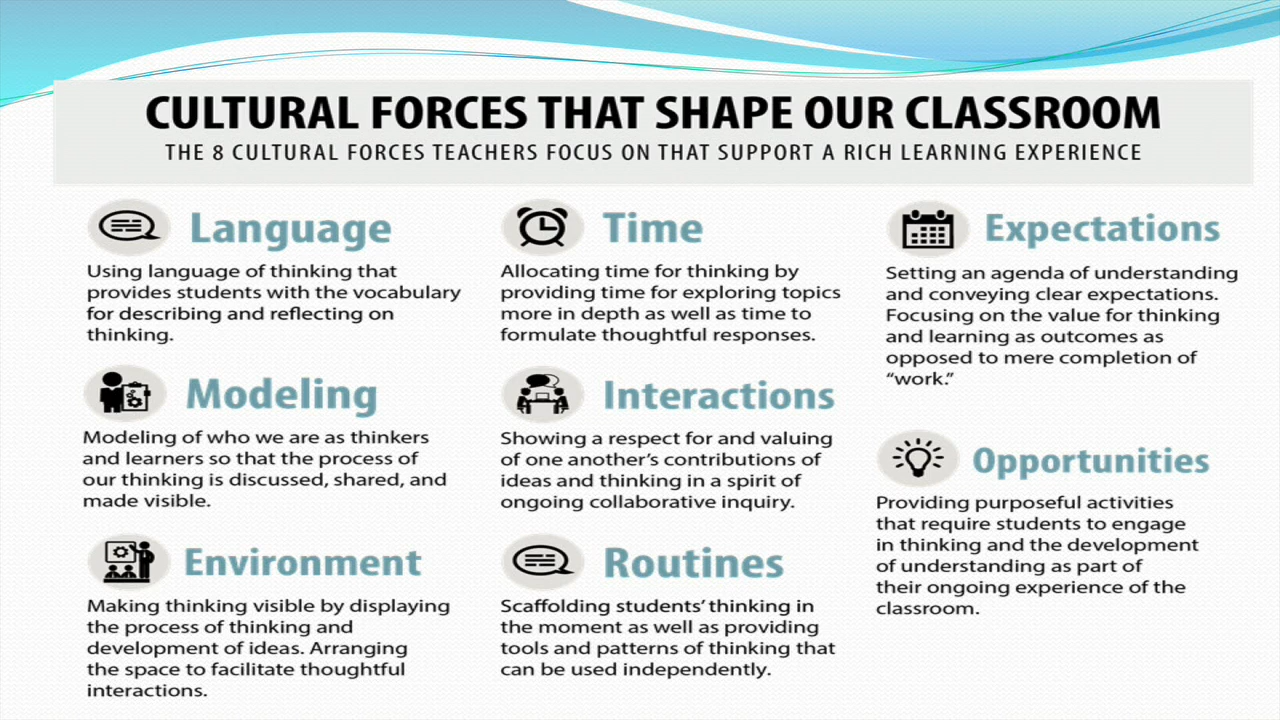 CULTURAL FORCES THAT SHAPE OUR CLASSROOM
THE 8 CULTURAL FORCES TEACHERS FOCUS ON THAT SUPPORT A RICH LEARNING EXPERIENCE
Language
Using language of thinking that
provides students with the vocabulary
for describing and reflecting on
thinking.
Modeling
Modeling of who we are as thinkers
and learners so that the process of
our thinking is discussed, shared, and
made visible.
Environment
Making thinking visible by displaying
the process of thinking and
development of ideas. Arranging
the space to facilitate thoughtful
interactions.
Time
Allocating time for thinking by
providing time for exploring topics
more in depth as well as time to
formulate thoughtful responses.
Interactions
Showing a respect for and valuing
of one another’s contributions of
ideas and thinking in a spirit of
ongoing collaborative inquiry.
Routines
Scaffolding students’ thinking in
the moment as well as providing
tools and patterns of thinking that
can be used independently.
Expectations
Setting an agenda of understanding
and conveying clear expectations.
Focusing on the value for thinking
and learning as outcomes as
opposed to mere completion of
“work.”
Opportunities
Providing purposeful activities
that require students to engage
in thinking and the development
of understanding as part of
their ongoing experience of the
classroom.